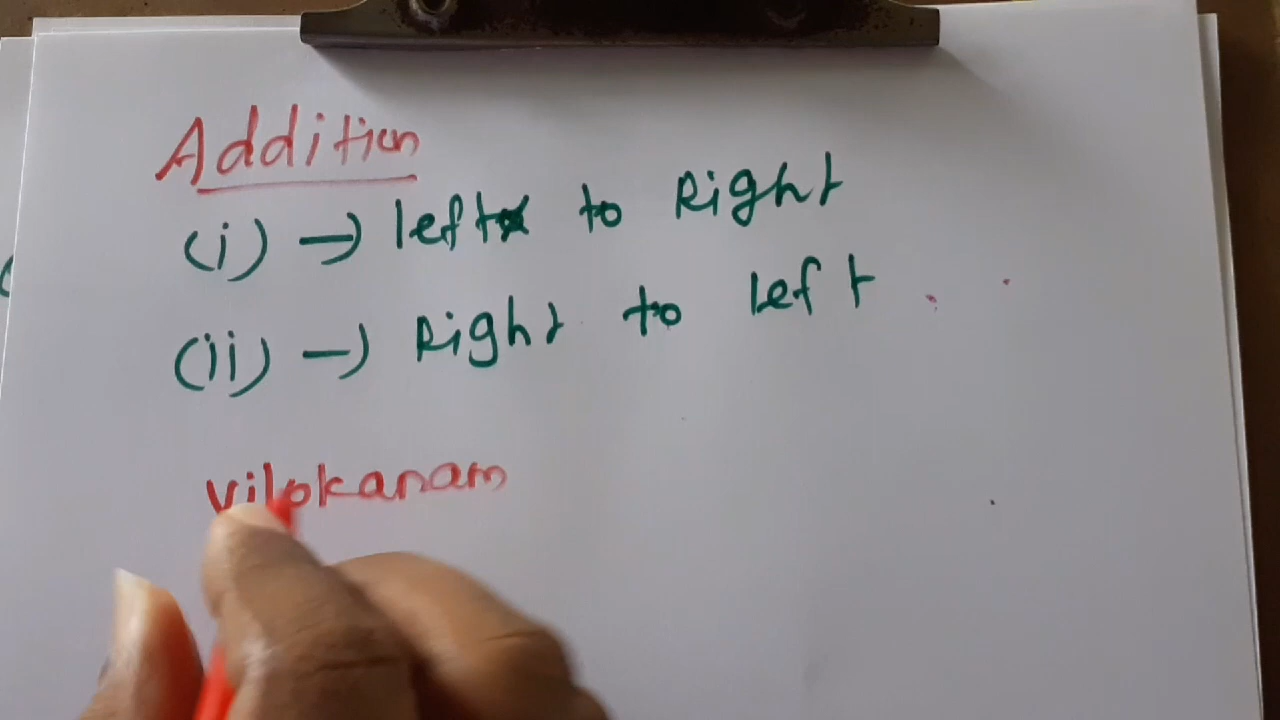 Addition
(i) → left to Right
(ii) → Right to left
vilokanam